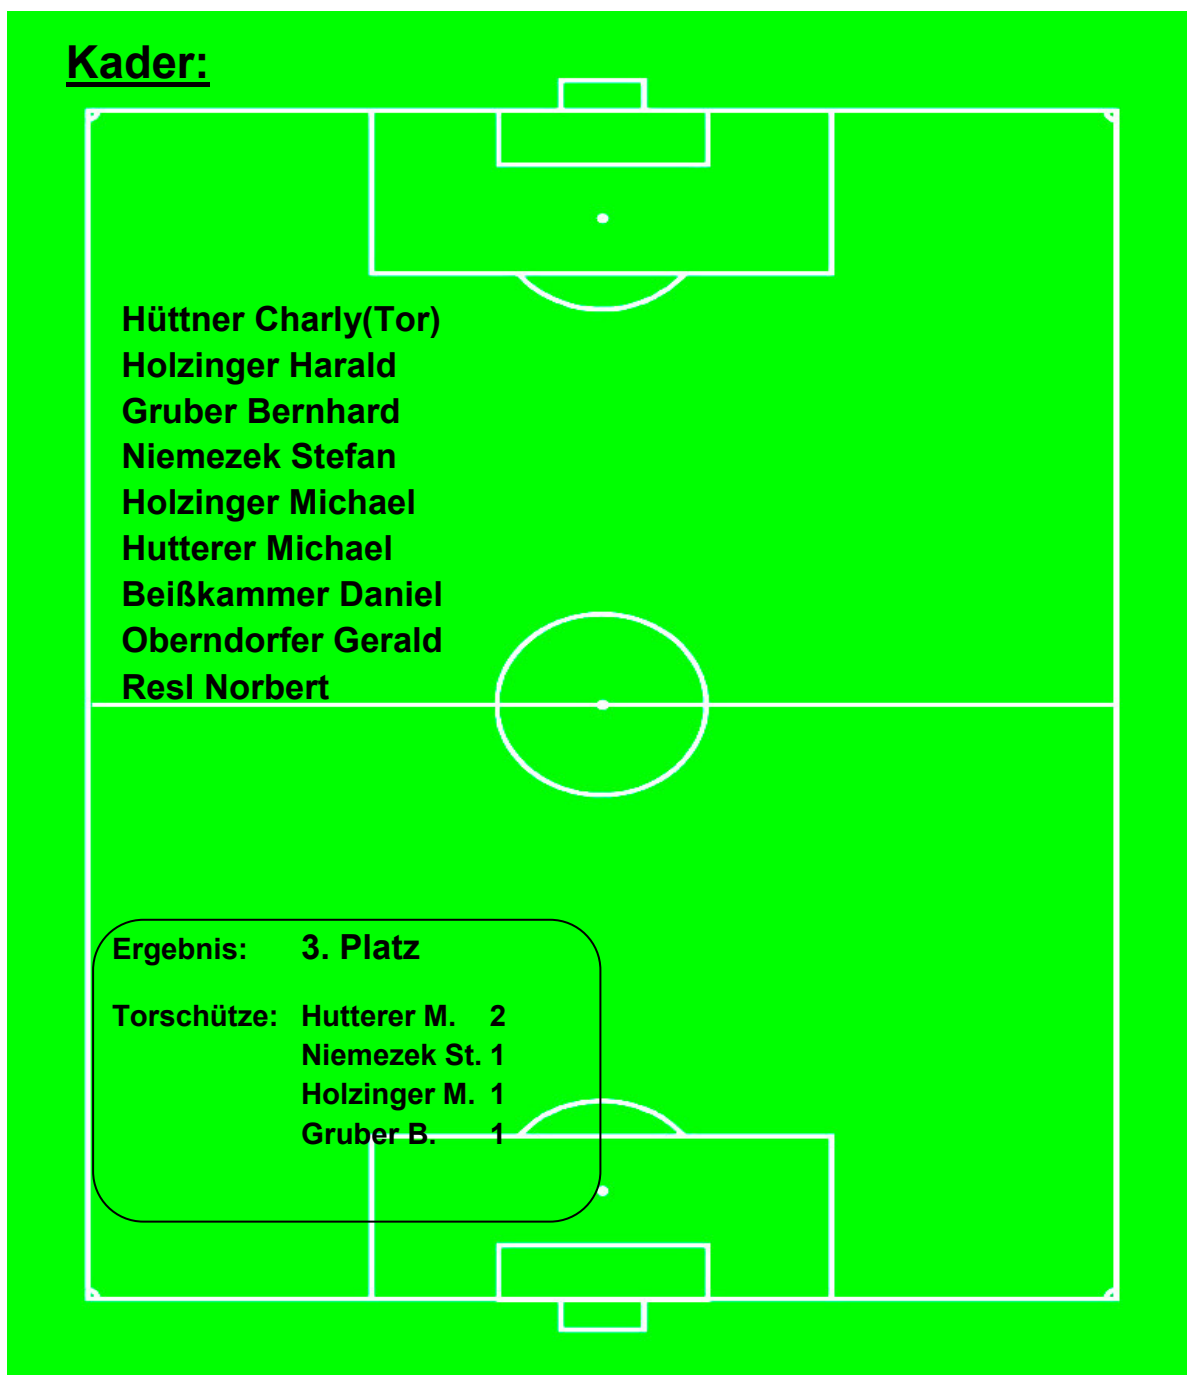 Kader:
Hüttner Charly(Tor)
Holzinger Harald
Gruber Bernhard
Niemezek Stefan
Holzinger Michael
Hutterer Michael
Beißkammer Daniel
Oberndorfer Gerald
Resl Norbert
Ergebnis: 3. Platz
Torschütze: Hutterer M. 2
Niemezek St. 1
Holzinger M. 1
Gruber B. 1